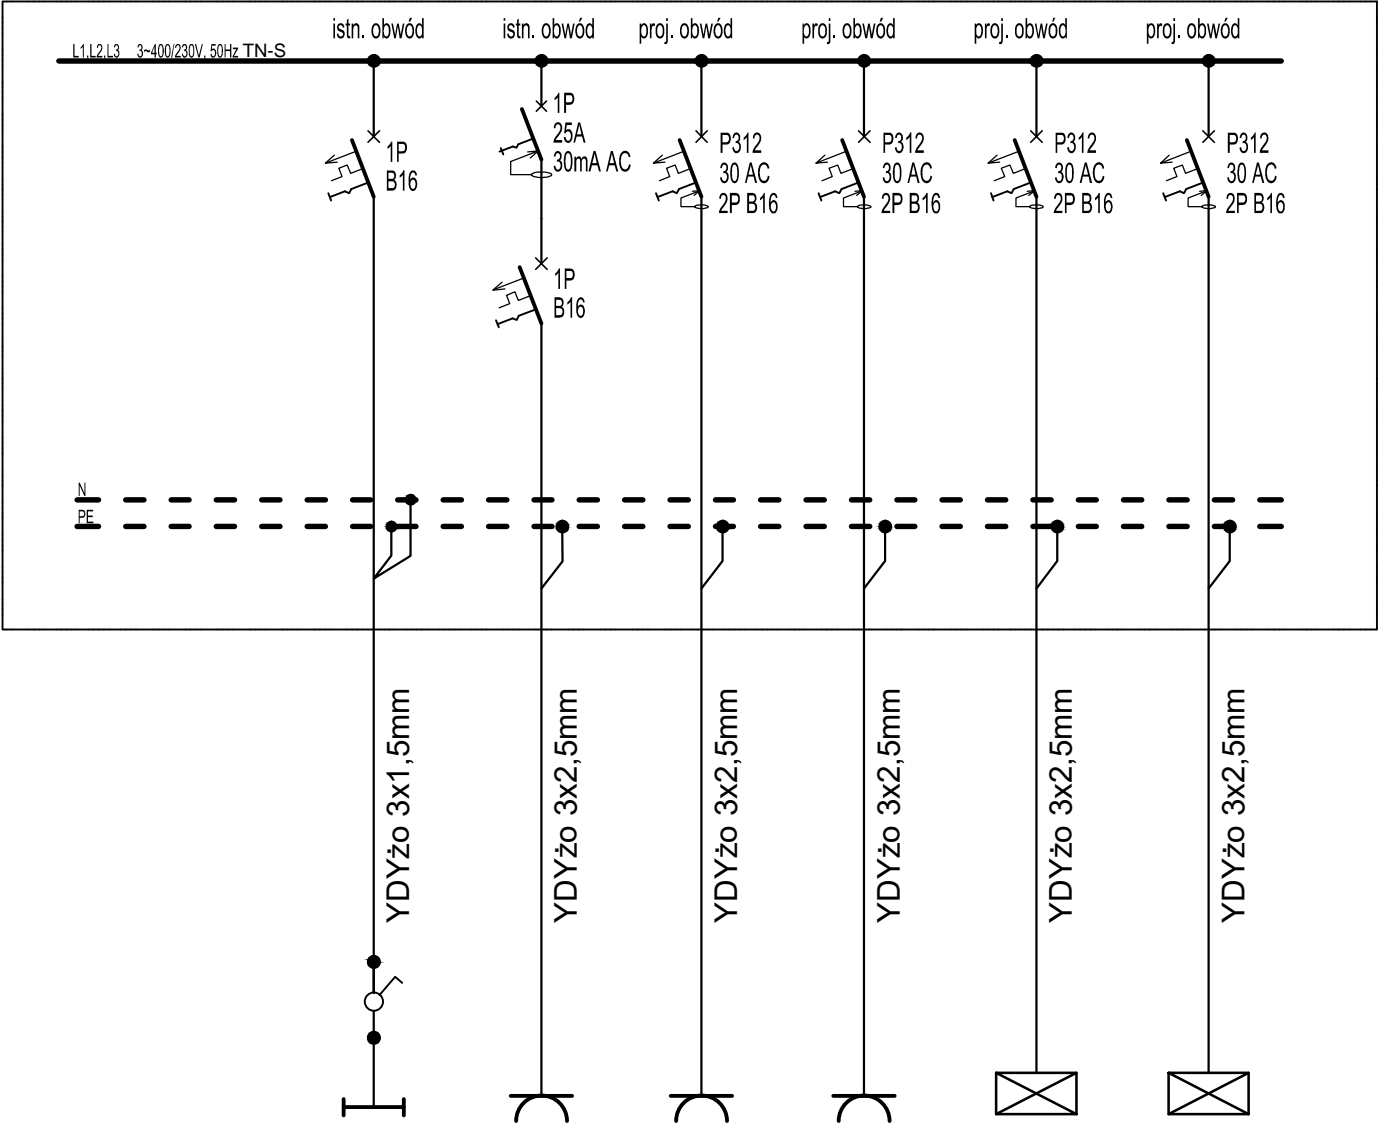 istn. obwód
istn. obwód
proj. obwód
proj. obwód
proj. obwód
proj. obwód
L1,L2,L3 3~400/230V, 50Hz TN-S
1P
B16
1P
25A
30mA AC
1P
B16
P312
30 AC
2P B16
P312
30 AC
2P B16
P312
30 AC
2P B16
P312
30 AC
2P B16
N
PE
YDYżo 3x1,5mm
YDYżo 3x2,5mm
YDYżo 3x2,5mm
YDYżo 3x2,5mm
YDYżo 3x2,5mm
YDYżo 3x2,5mm